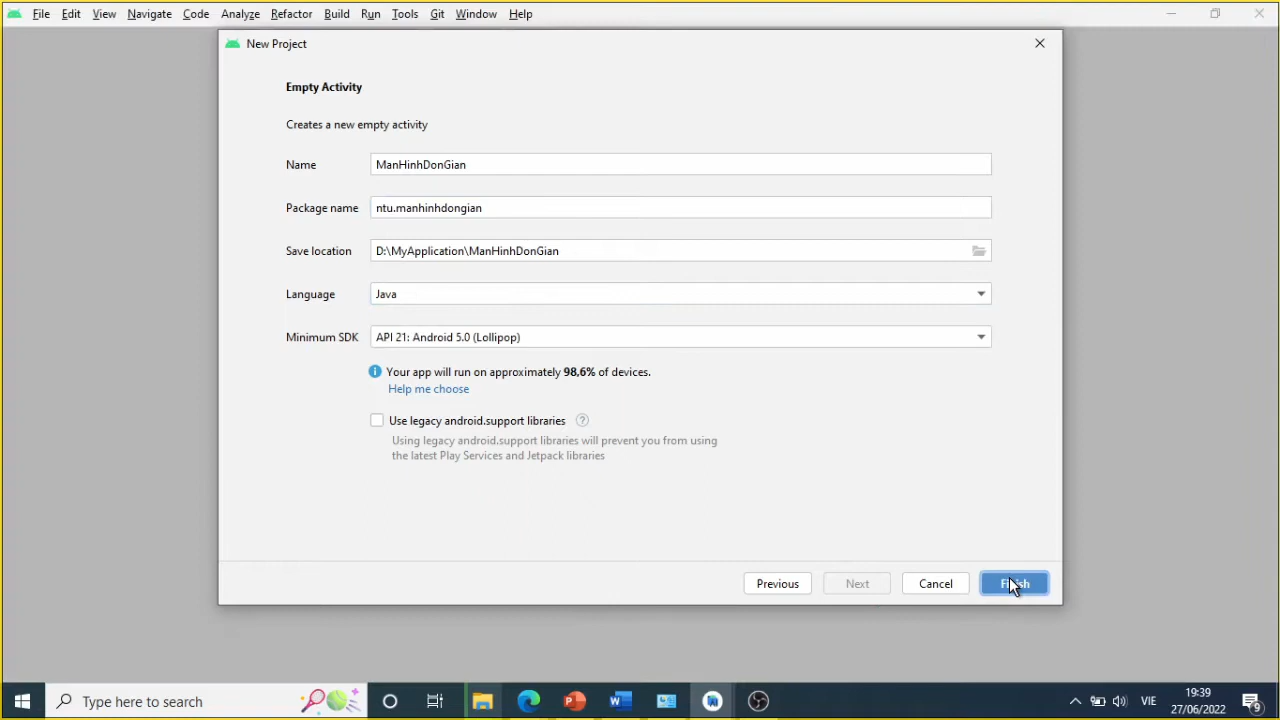 File Edit View Navigate Code Analyze Refactor Build Run Tools Git Window Help
New Project
Empty Activity
Creates a new empty activity
Name ManHinhDonGian
Package name ntu.manhinhdongian
Save location D:\MyApplication\ManHinhDonGian
Language Java
Minimum SDK API 21: Android 5.0 (Lollipop)
Your app will run on approximately 98,6% of devices.
Help me choose
Use legacy android.support libraries ?
Using legacy android.support libraries will prevent you from using
the latest Play Services and Jetpack libraries
Previous Next Cancel Finish
Type here to search
VIE
19:39
27/06/2022
9